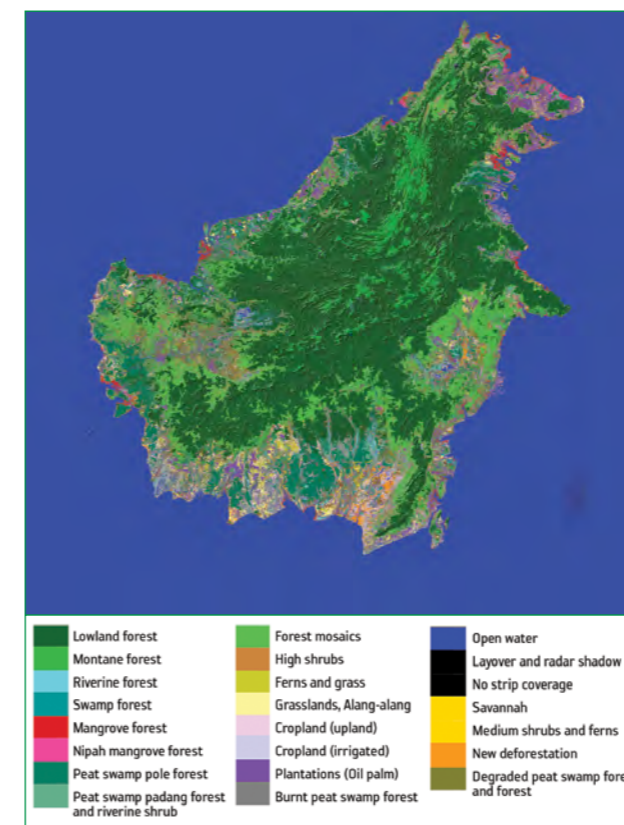 Lowland forest
Montane forest
Riverine forest
Swamp forest
Mangrove forest
Nipah mangrove forest
Peat swamp pole forest
Peat swamp padang forest
and riverine shrub
Forest mosaics
High shrubs
Ferns and grass
Grasslands, Alang-alang
Cropland (upland)
Cropland (irrigated)
Plantations (Oil palm)
Burnt peat swamp forest
Open water
Layover and radar shadow
No strip coverage
Savannah
Medium shrubs and ferns
New deforestation
Degraded peat swamp fore
and forest